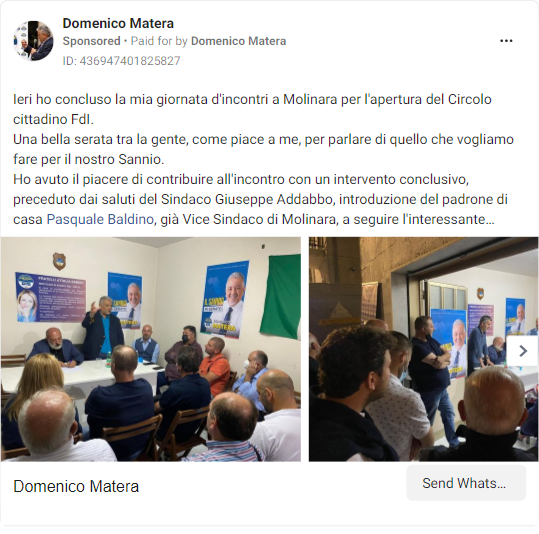 Domenico Matera
Sponsored • Paid for by Domenico Matera
ID: 436947401825827
Ieri ho concluso la mia giornata d'incontri a Molinara per l'apertura del Circolo
cittadino FdI.
Una bella serata tra la gente, come piace a me, per parlare di quello che vogliamo
fare per il nostro Sannio.
Ho avuto il piacere di contribuire all'incontro con un intervento conclusivo,
preceduto dai saluti del Sindaco Giuseppe Addabbo, introduzione del padrone di
casa Pasquale Baldino, già Vice Sindaco di Molinara, a seguire l'interessante...
FRATELLI D'ITALIA
IL SANNIO
Domenico Matera
Send Whats...